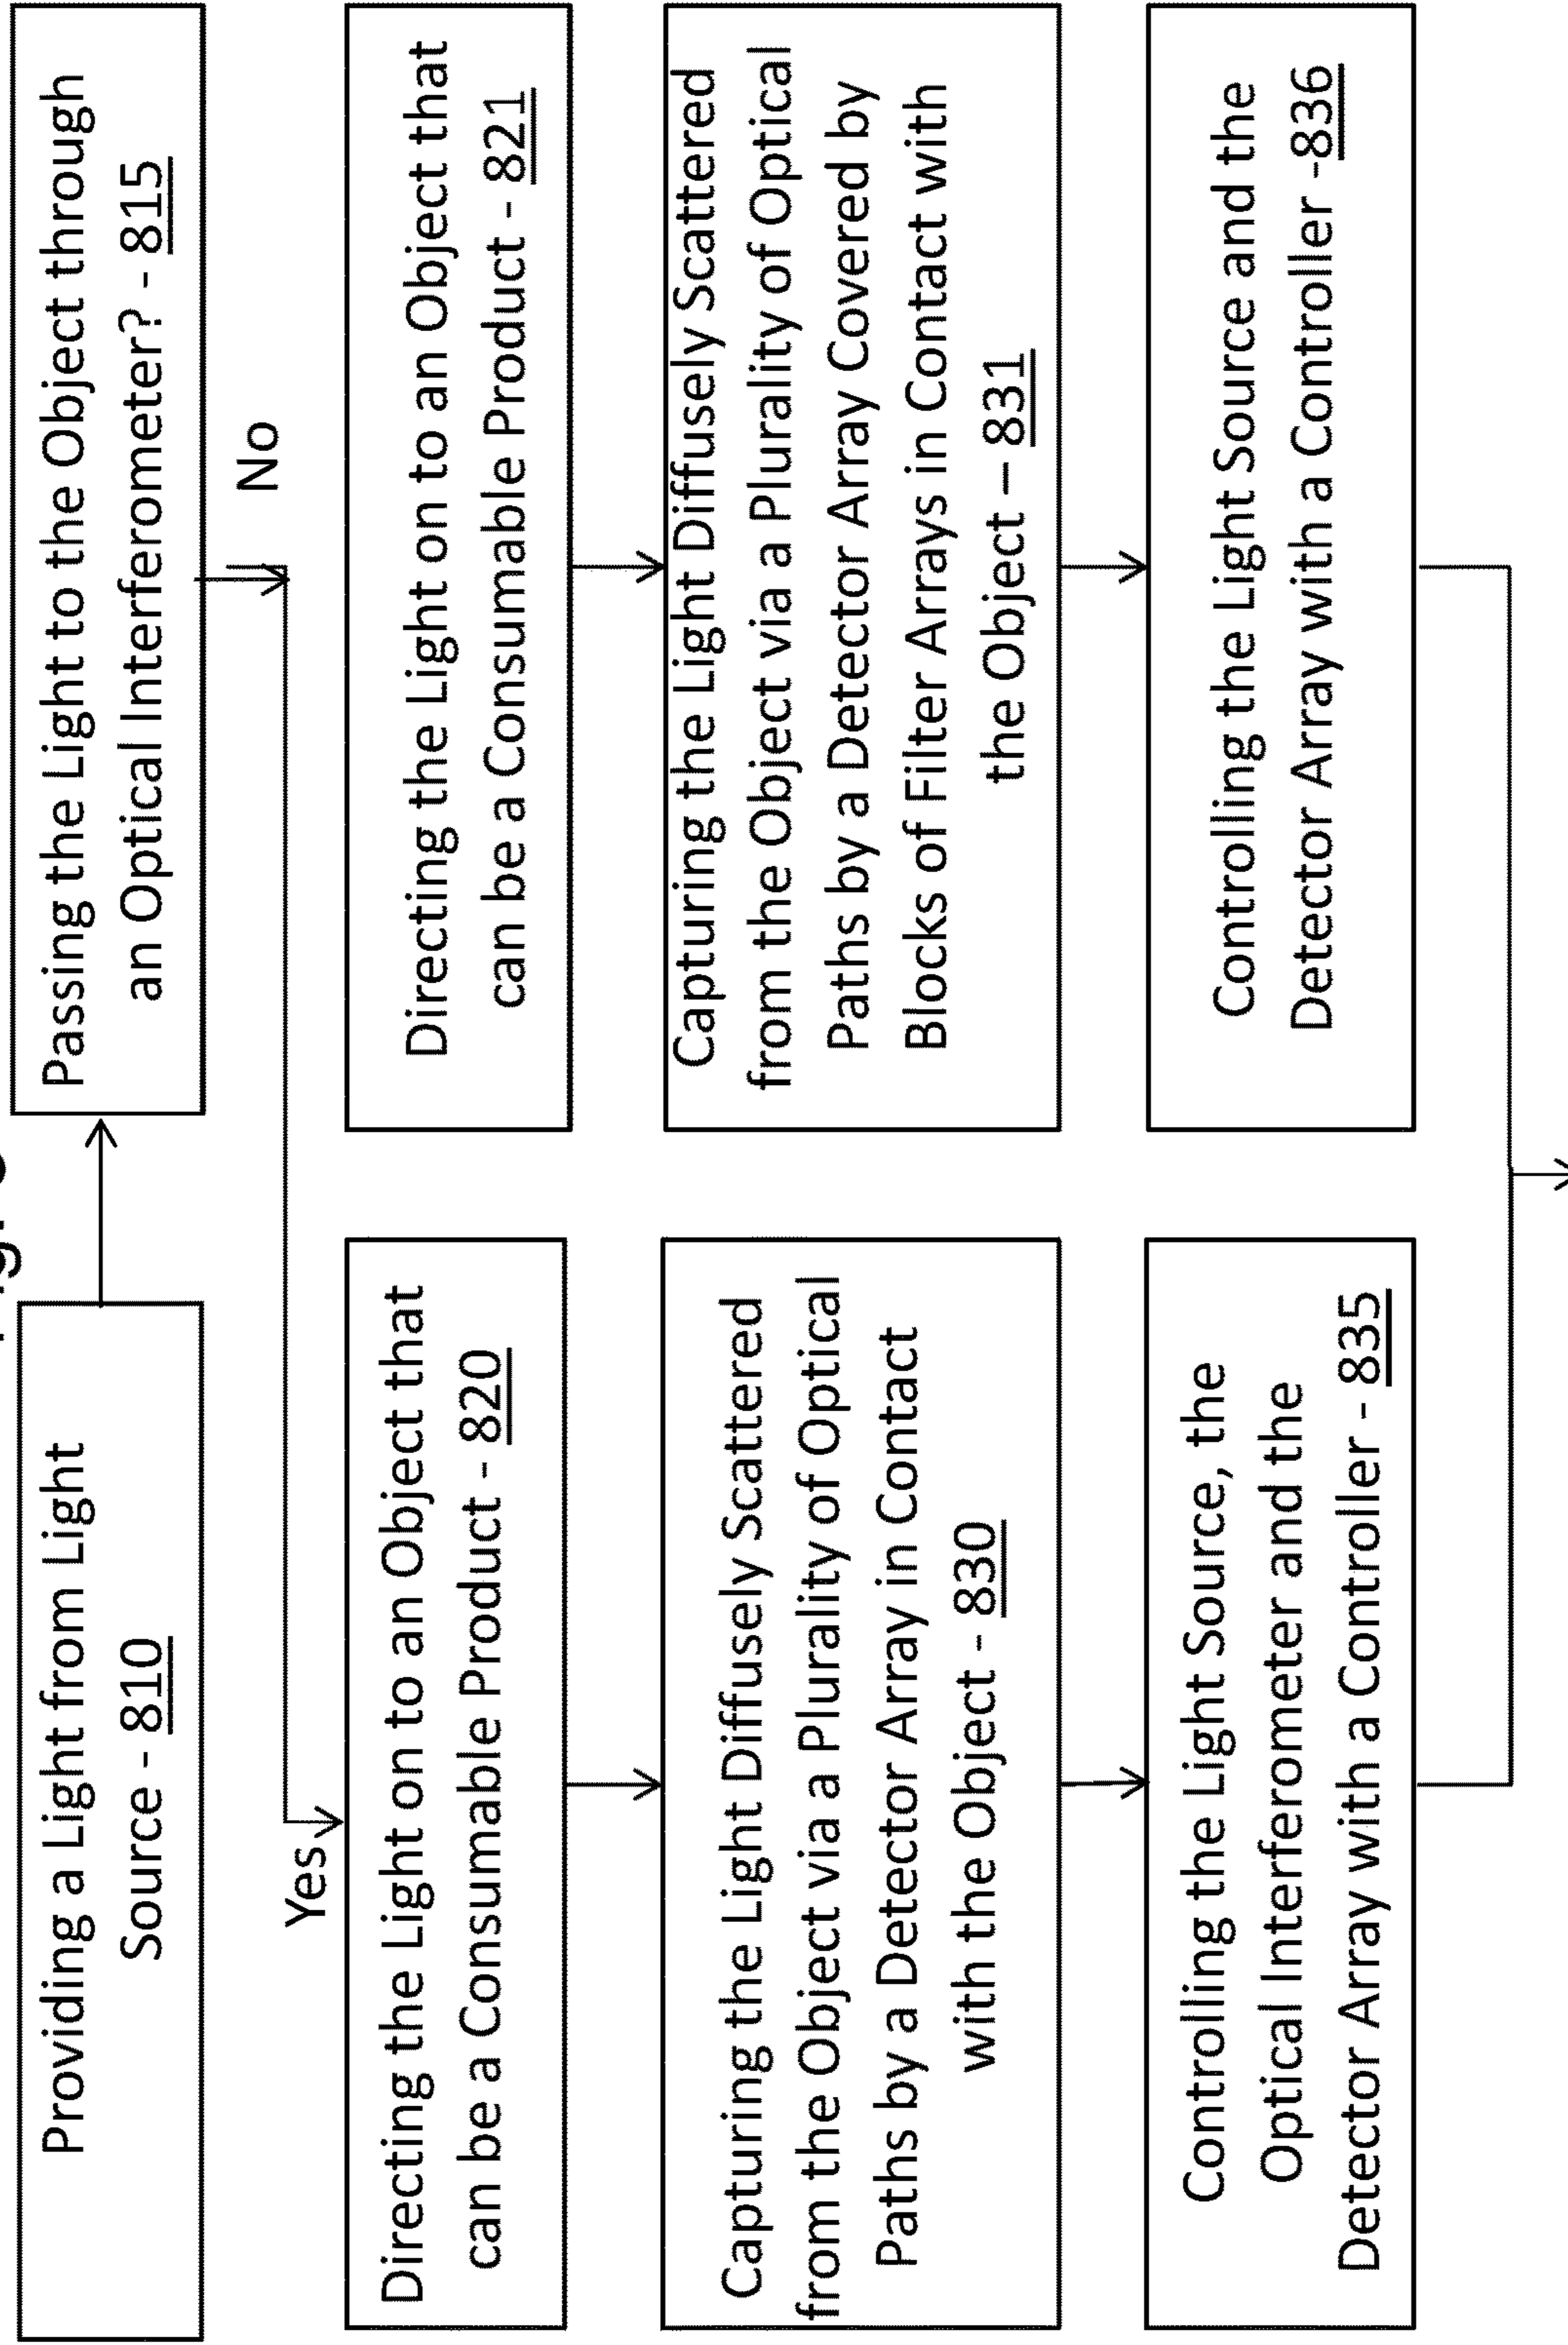 Providing a Light from Light
Source - 810
Passing the Light to the Object through
an Optical Interferometer? - 815
Yes
No
Directing the Light on to an Object that
can be a Consumable Product - 820
Directing the Light on to an Object that
can be a Consumable Product - 821
Capturing the Light Diffusely Scattered
from the Object via a Plurality of Optical
Paths by a Detector Array in Contact
with the Object - 830
Capturing the Light Diffusely Scattered
from the Object via a Plurality of Optical
Paths by a Detector Array Covered by
Blocks of Filter Arrays in Contact with
the Object – 831
Controlling the Light Source, the
Optical Interferometer and the
Detector Array with a Controller - 835
Controlling the Light Source and the
Detector Array with a Controller -836